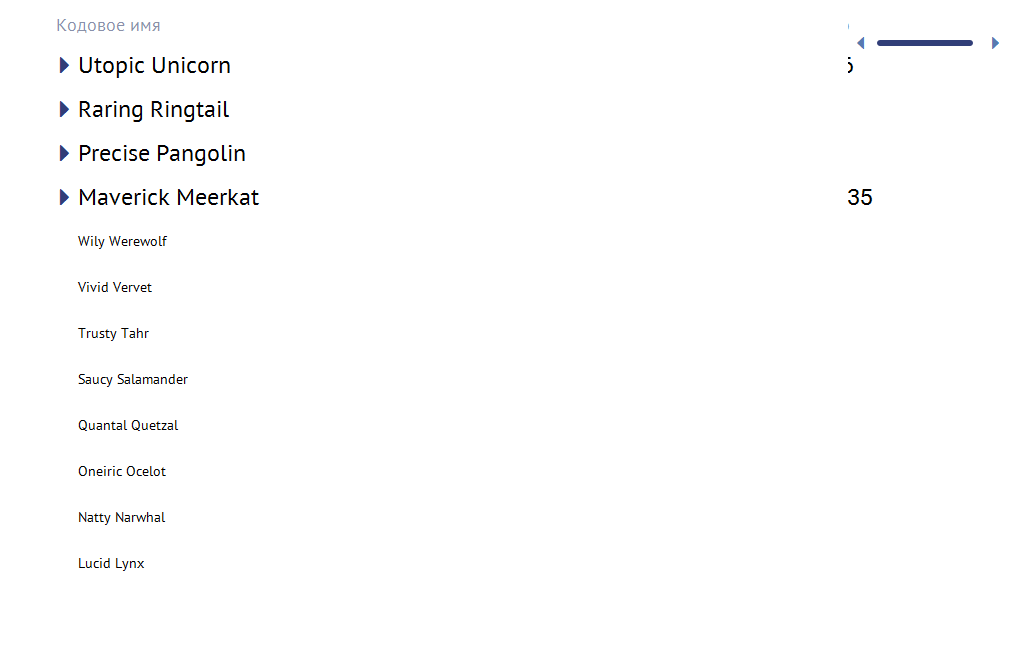 Кодовое имя
Utopic Unicorn
Raring Ringtail
Precise Pangolin
Maverick Meerkat 35
Wily Werewolf
Vivid Vervet
Trusty Tahr
Saucy Salamander
Quantal Quetzal
Oneiric Ocelot
Natty Narwhal
Lucid Lynx